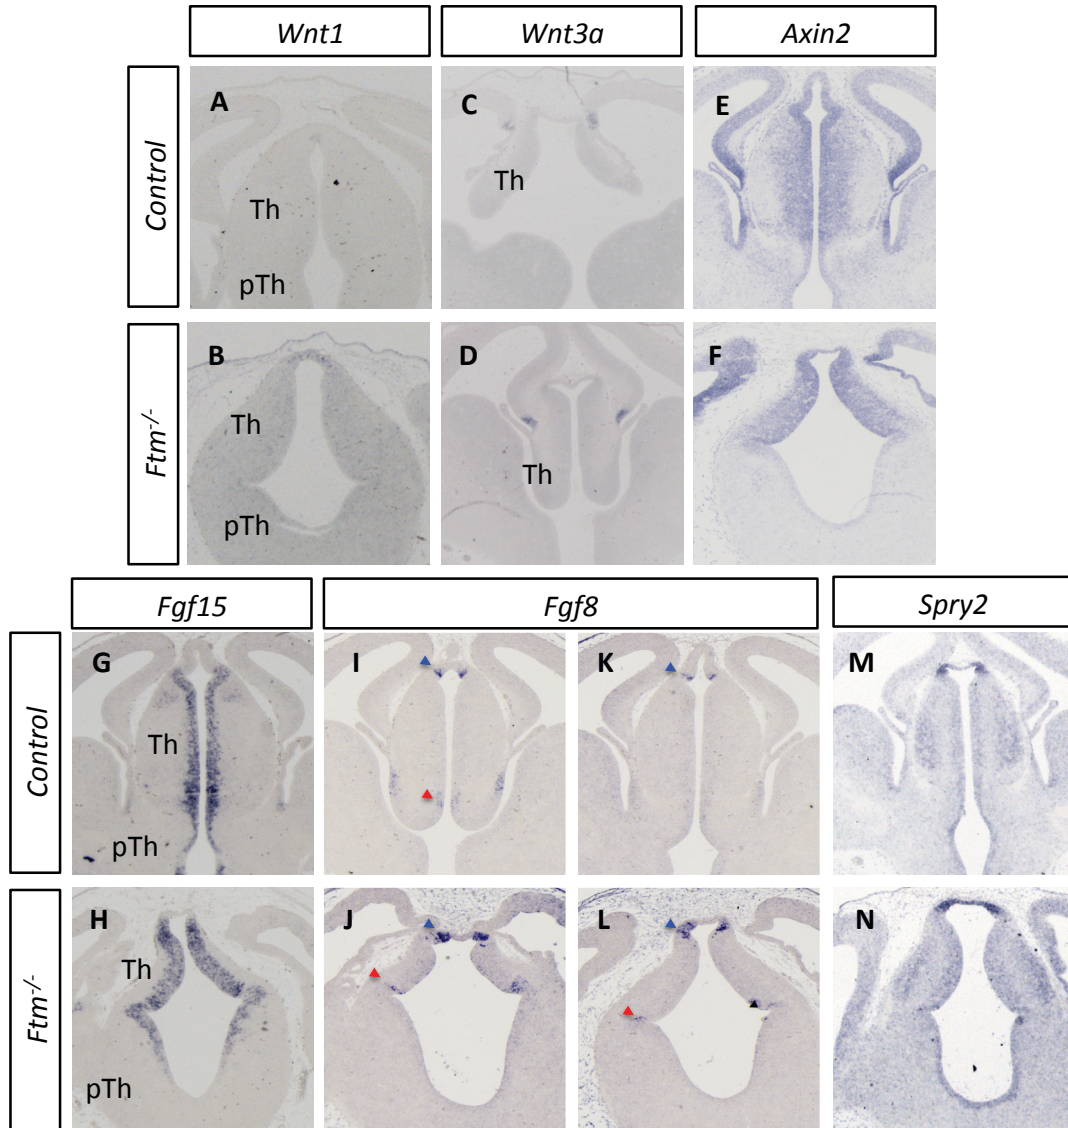 Wnt1 Wnt3a Axin2
Control
A C E
Th Th
pTh
Ftm-/-
B D F
Th
Th
pTh
Fgf15 Fgf8 Spry2
Control
G I K M
Th
pTh
Ftm-/-
H J L N
Th
pTh